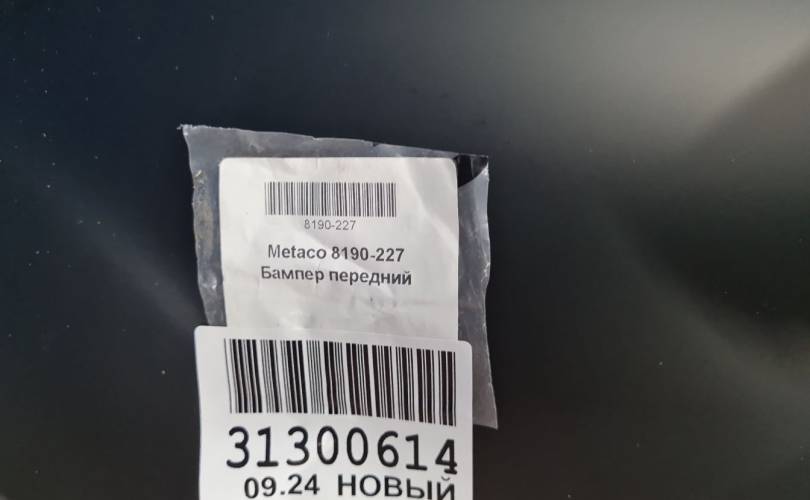 8190-227
Metaco 8190-227
Бампер передний
31300614
09.24 НОВЫЙ